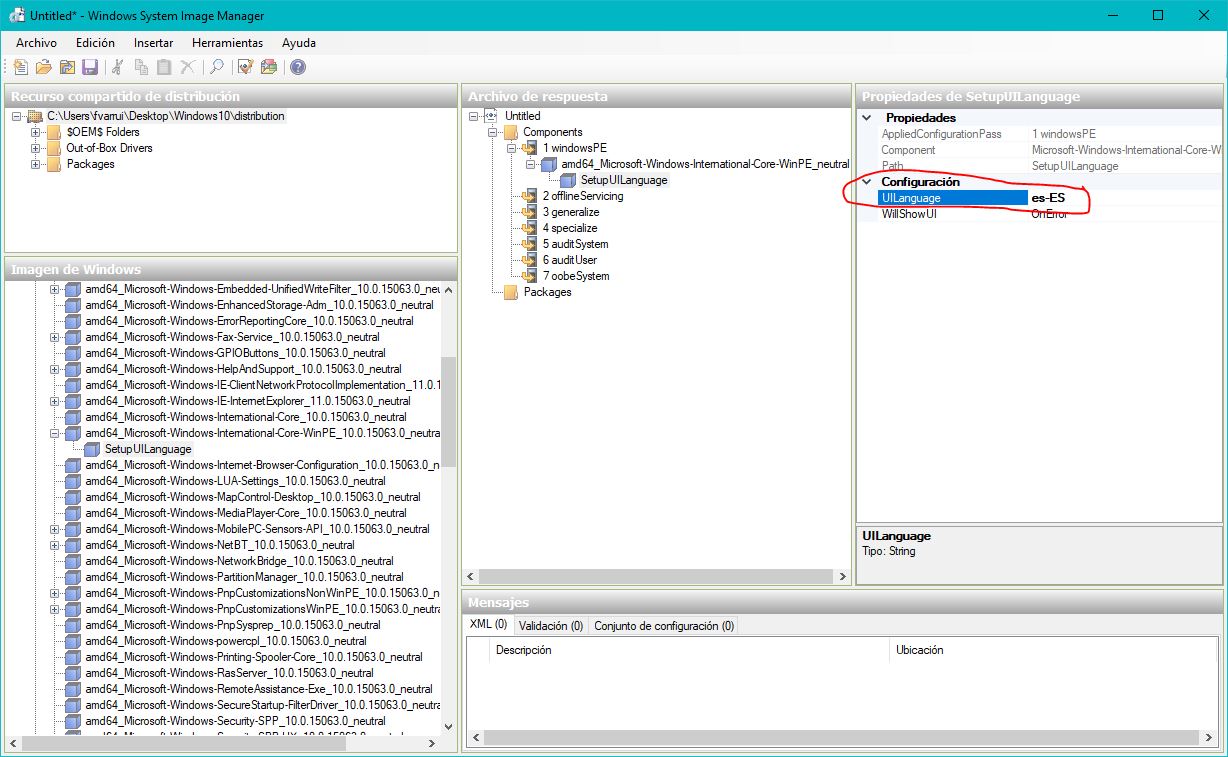 Untitled* - Windows System Image Manager
Archivo Edición Insertar Herramientas Ayuda
Recurso compartido de distribución
C:\Users\fvarrui\Desktop\Windows10\distribution
$OEM$ Folders
Out-of-Box Drivers
Packages
Imagen de Windows
amd64_Microsoft-Windows-Embedded-UnifiedWriteFilter_10.0.15063.0_neu
amd64_Microsoft-Windows-EnhancedStorage-Adm_10.0.15063.0_neutral
amd64_Microsoft-Windows-ErrorReportingCore_10.0.15063.0_neutral
amd64_Microsoft-Windows-Fax-Service_10.0.15063.0_neutral
amd64_Microsoft-Windows-GPIOButtons_10.0.15063.0_neutral
amd64_Microsoft-Windows-HelpAndSupport_10.0.15063.0_neutral
amd64_Microsoft-Windows-IE-ClientNetworkProtocolImplementation_11.0.1
amd64_Microsoft-Windows-IE-InternetExplorer_11.0.15063.0_neutral
amd64_Microsoft-Windows-International-Core_10.0.15063.0_neutral
amd64_Microsoft-Windows-International-Core-WinPE_10.0.15063.0_neutra
SetupUILanguage
amd64_Microsoft-Windows-Internet-Browser-Configuration_10.0.15063.0_n
amd64_Microsoft-Windows-LUA-Settings_10.0.15063.0_neutral
amd64_Microsoft-Windows-MapControl-Desktop_10.0.15063.0_neutral
amd64_Microsoft-Windows-MediaPlayer-Core_10.0.15063.0_neutral
amd64_Microsoft-Windows-MobilePC-Sensors-API_10.0.15063.0_neutral
amd64_Microsoft-Windows-NetBT_10.0.15063.0_neutral
amd64_Microsoft-Windows-NetworkBridge_10.0.15063.0_neutral
amd64_Microsoft-Windows-PartitionManager_10.0.15063.0_neutral
amd64_Microsoft-Windows-PnpCustomizationsNonWinPE_10.0.15063.0_neu
amd64_Microsoft-Windows-PnpCustomizationsWinPE_10.0.15063.0_neutra
amd64_Microsoft-Windows-PnpSysprep_10.0.15063.0_neutral
amd64_Microsoft-Windows-powercpl_10.0.15063.0_neutral
amd64_Microsoft-Windows-Printing-Spooler-Core_10.0.15063.0_neutral
amd64_Microsoft-Windows-RasServer_10.0.15063.0_neutral
amd64_Microsoft-Windows-RemoteAssistance-Exe_10.0.15063.0_neutral
amd64_Microsoft-Windows-SecureStartup-FilterDriver_10.0.15063.0_neutra
amd64_Microsoft-Windows-Security-SPP_10.0.15063.0_neutral
Archivo de respuesta
Untitled
Components
1 windowsPE
amd64_Microsoft-Windows-International-Core-WinPE_neutral
SetupUILanguage
2 offlineServicing
3 generalize
4 specialize
5 auditSystem
6 auditUser
7 oobeSystem
Packages
Propiedades de SetupUILanguage
Propiedades
AppliedConfigurationPass 1 windowsPE
Component Microsoft-Windows-International-Core-W
Path SetupUILanguage
Configuración
UILanguage es-ES
WillShowUI OnError
UILanguage
Tipo: String
Mensajes
XML (0) Validación (0) Conjunto de configuración (0)
Descripción Ubicación